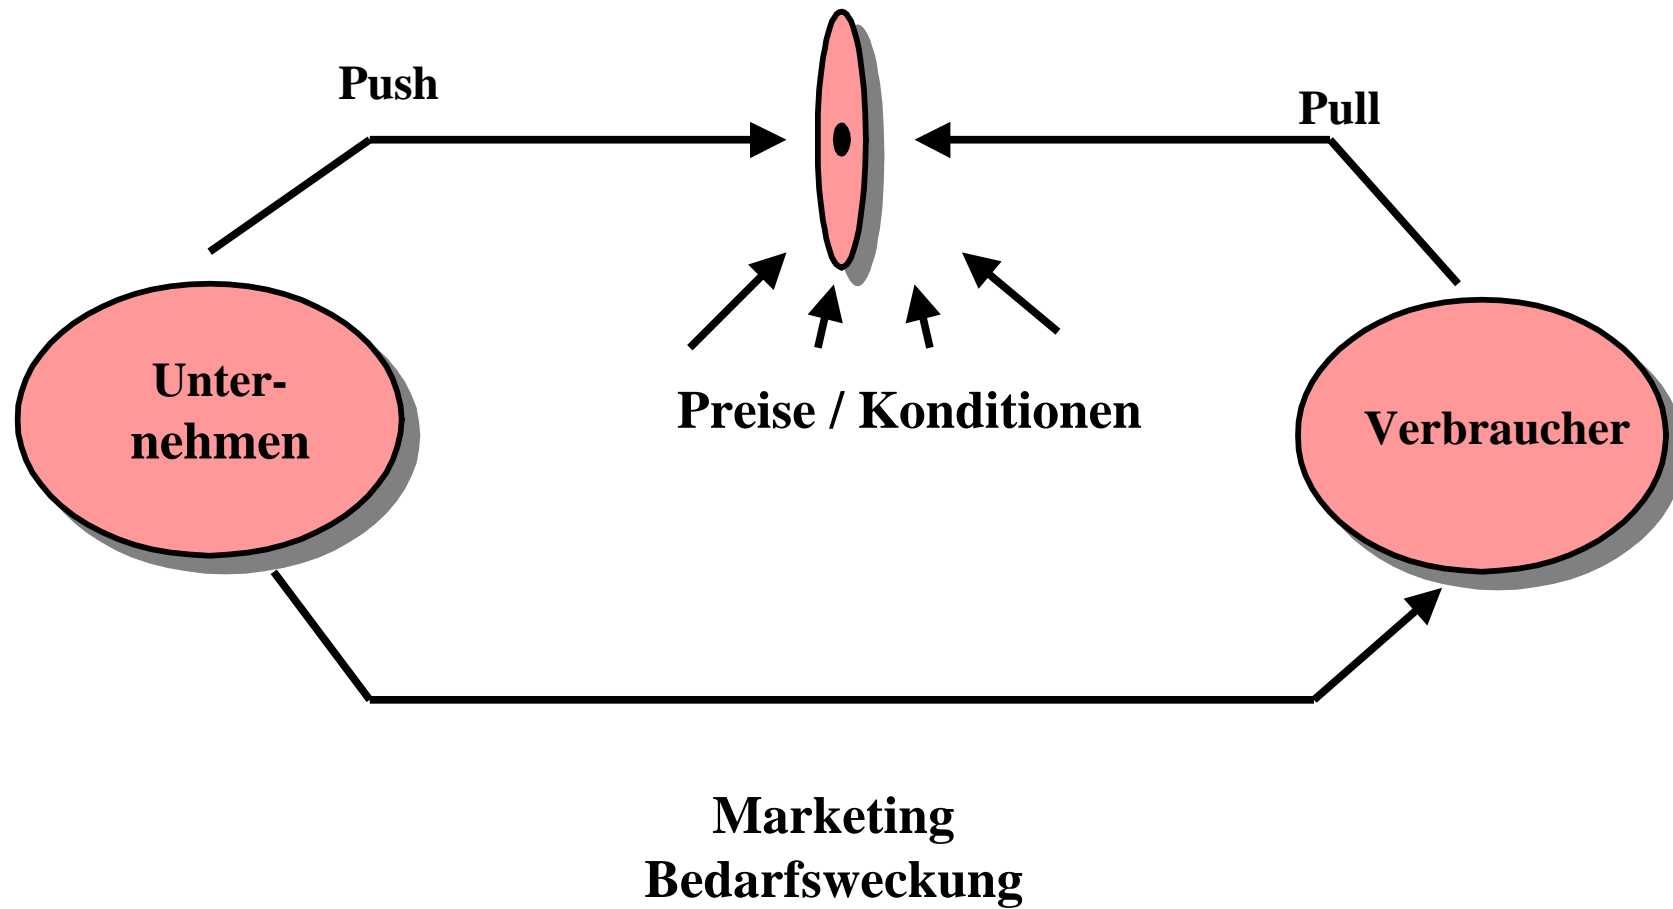 Push
Pull
Unter-
nehmen
Preise / Konditionen
Verbraucher
Marketing
Bedarfsweckung